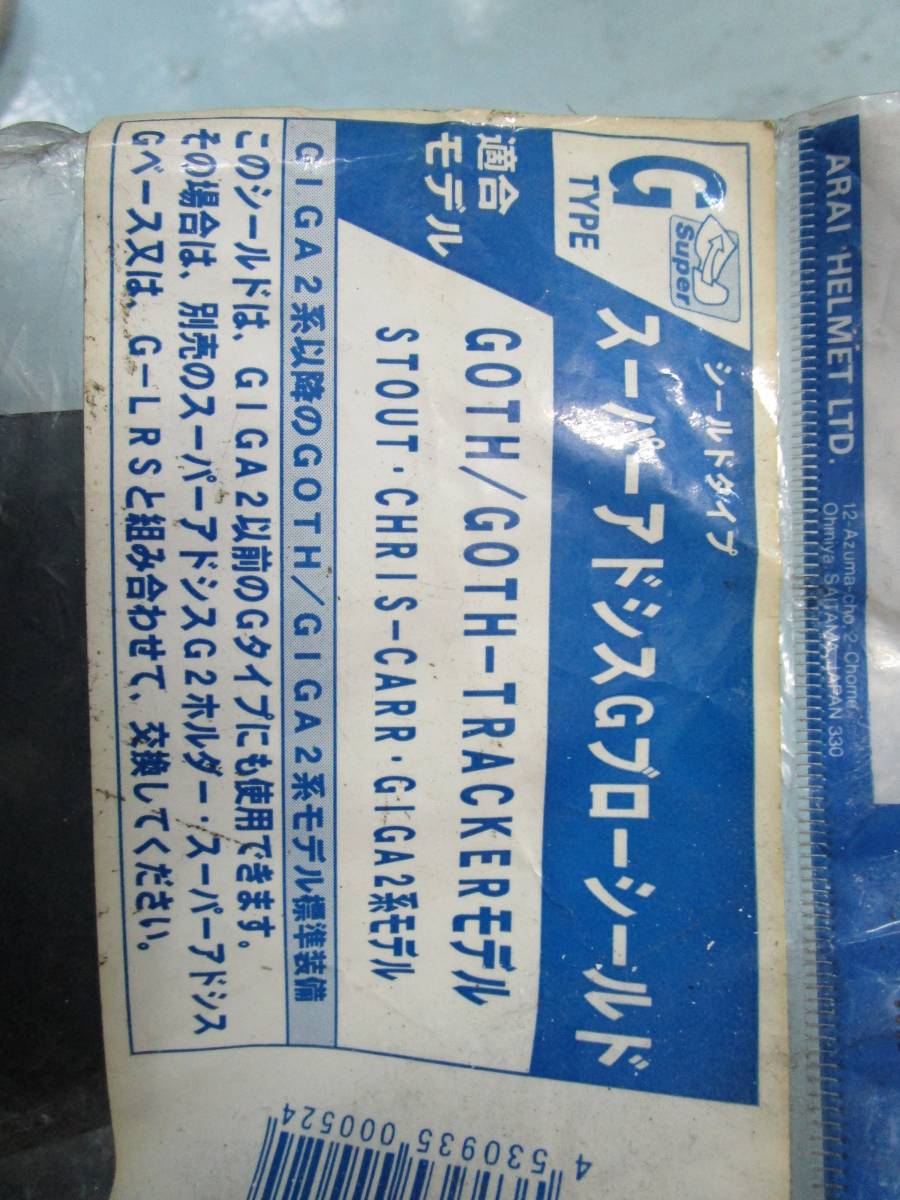 ARAI HELMET LTD.
12-Azuma-cho 2-Chome,
Ohmiya SAITAMA JAPAN 330
G
TYPE
Super
シールドタイプ
スーパーアドシスGブローシールド
適合
モデル
GOTH/GOTH-TRACKERモデル
STOUT・CHRIS-CARR・GIGA2系モデル
GIGA2系以降のGOTH/GIGA2系モデル標準装備
このシールドは、GIGA2以前のGタイプにも使用できます。
その場合は、別売のスーパーアドシスG2ホルダー・スーパーアドシス
Gベース又は、G-LRSと組み合わせて、交換してください。
4 530935 000524